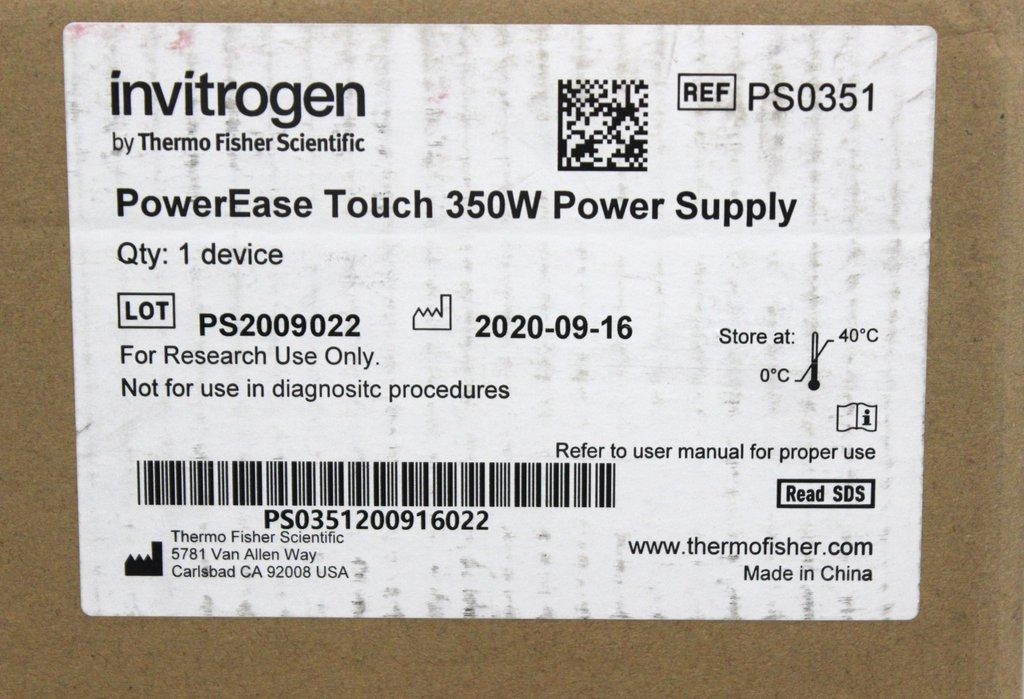 invitrogen
by Thermo Fisher Scientific
REF PS0351
PowerEase Touch 350W Power Supply
Qty: 1 device
LOT PS2009022 2020-09-16
For Research Use Only.
Not for use in diagnositc procedures
Store at: 40°C
0°C
i
Refer to user manual for proper use
Read SDS
PS0351200916022
Thermo Fisher Scientific
5781 Van Allen Way
Carlsbad CA 92008 USA
www.thermofisher.com
Made in China